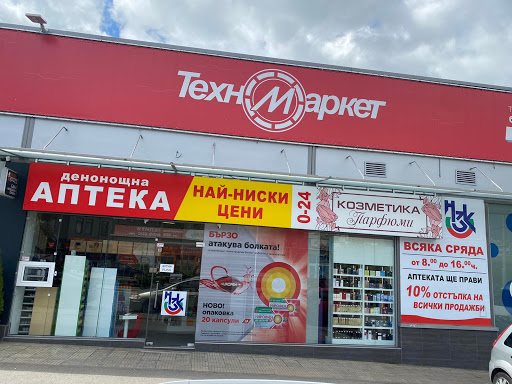 ТехноМаркет
денонощна
АПТЕКА
НАЙ-НИСКИ
ЦЕНИ
0-24
КОЗМЕТИКА
Парфюми
НЗОК
ВСЯКА СРЯДА
от 8.00 до 16.00ч.
АПТЕКАТА ЩЕ ПРАВИ
10% ОТСТЪПКА НА
ВСИЧКИ ПРОДАЖБИ
БЪРЗО
атакува болката!
НОВО!
опаковка
20 капсули